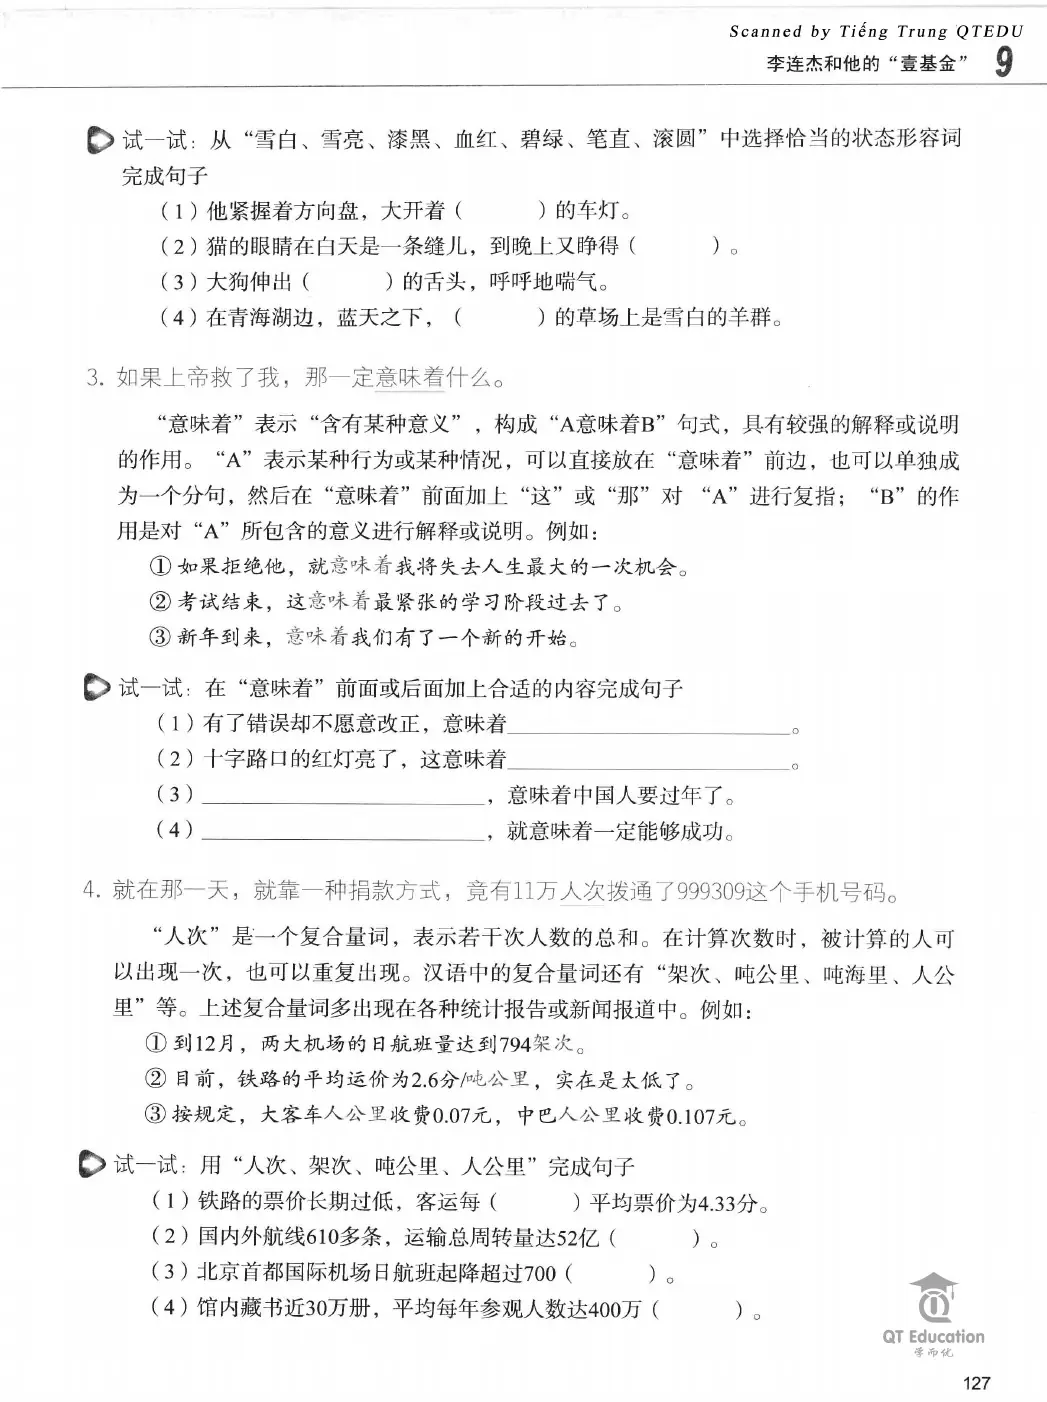 Scanned by Tiếng Trung QTEDU
李连杰和他的“壹基金” 9
试一试：从“雪白、雪亮、漆黑、血红、碧绿、笔直、滚圆”中选择恰当的状态形容词
完成句子
（1）他紧握着方向盘，大开着（ ）的车灯。
（2）猫的眼睛在白天是一条缝儿，到晚上又睁得（ ）。
（3）大狗伸出（ ）的舌头，呼呼地喘气。
（4）在青海湖边，蓝天之下，（ ）的草场上是雪白的羊群。
3. 如果上帝救了我，那一定意味着什么。
“意味着”表示“含有某种意义”，构成“A意味着B”句式，具有较强的解释或说明
的作用。“A”表示某种行为或某种情况，可以直接放在“意味着”前边，也可以单独成
为一个分句，然后在“意味着”前面加上“这”或“那”对“A”进行复指；“B”的作
用是对“A”所包含的意义进行解释或说明。例如：
① 如果拒绝他，就意味着我将失去人生最大的一次机会。
② 考试结束，这意味着最紧张的学习阶段过去了。
③ 新年到来，意味着我们有了一个新的开始。
试一试：在“意味着”前面或后面加上合适的内容完成句子
（1）有了错误却不愿意改正，意味着____________________。
（2）十字路口的红灯亮了，这意味着____________________。
（3）____________________，意味着中国人要过年了。
（4）____________________，就意味着一定能够成功。
4. 就在那一天，就靠一种捐款方式，竟有11万人次拨通了999309这个手机号码。
“人次”是一个复合量词，表示若干次人数的总和。在计算次数时，被计算的人可
以出现一次，也可以重复出现。汉语中的复合量词还有“架次、吨公里、吨海里、人公
里”等。上述复合量词多出现在各种统计报告或新闻报道中。例如：
① 到12月，两大机场的日航班量达到794架次。
② 目前，铁路的平均运价为2.6分/吨公里，实在是太低了。
③ 按规定，大客车人公里收费0.07元，中巴人公里收费0.107元。
试一试：用“人次、架次、吨公里、人公里”完成句子
（1）铁路的票价长期过低，客运每（ ）平均票价为4.33分。
（2）国内外航线610多条，运输总周转量达52亿（ ）。
（3）北京首都国际机场日航班起降超过700（ ）。
（4）馆内藏书近30万册，平均每年参观人数达400万（ ）。
QT Education
学而优
127